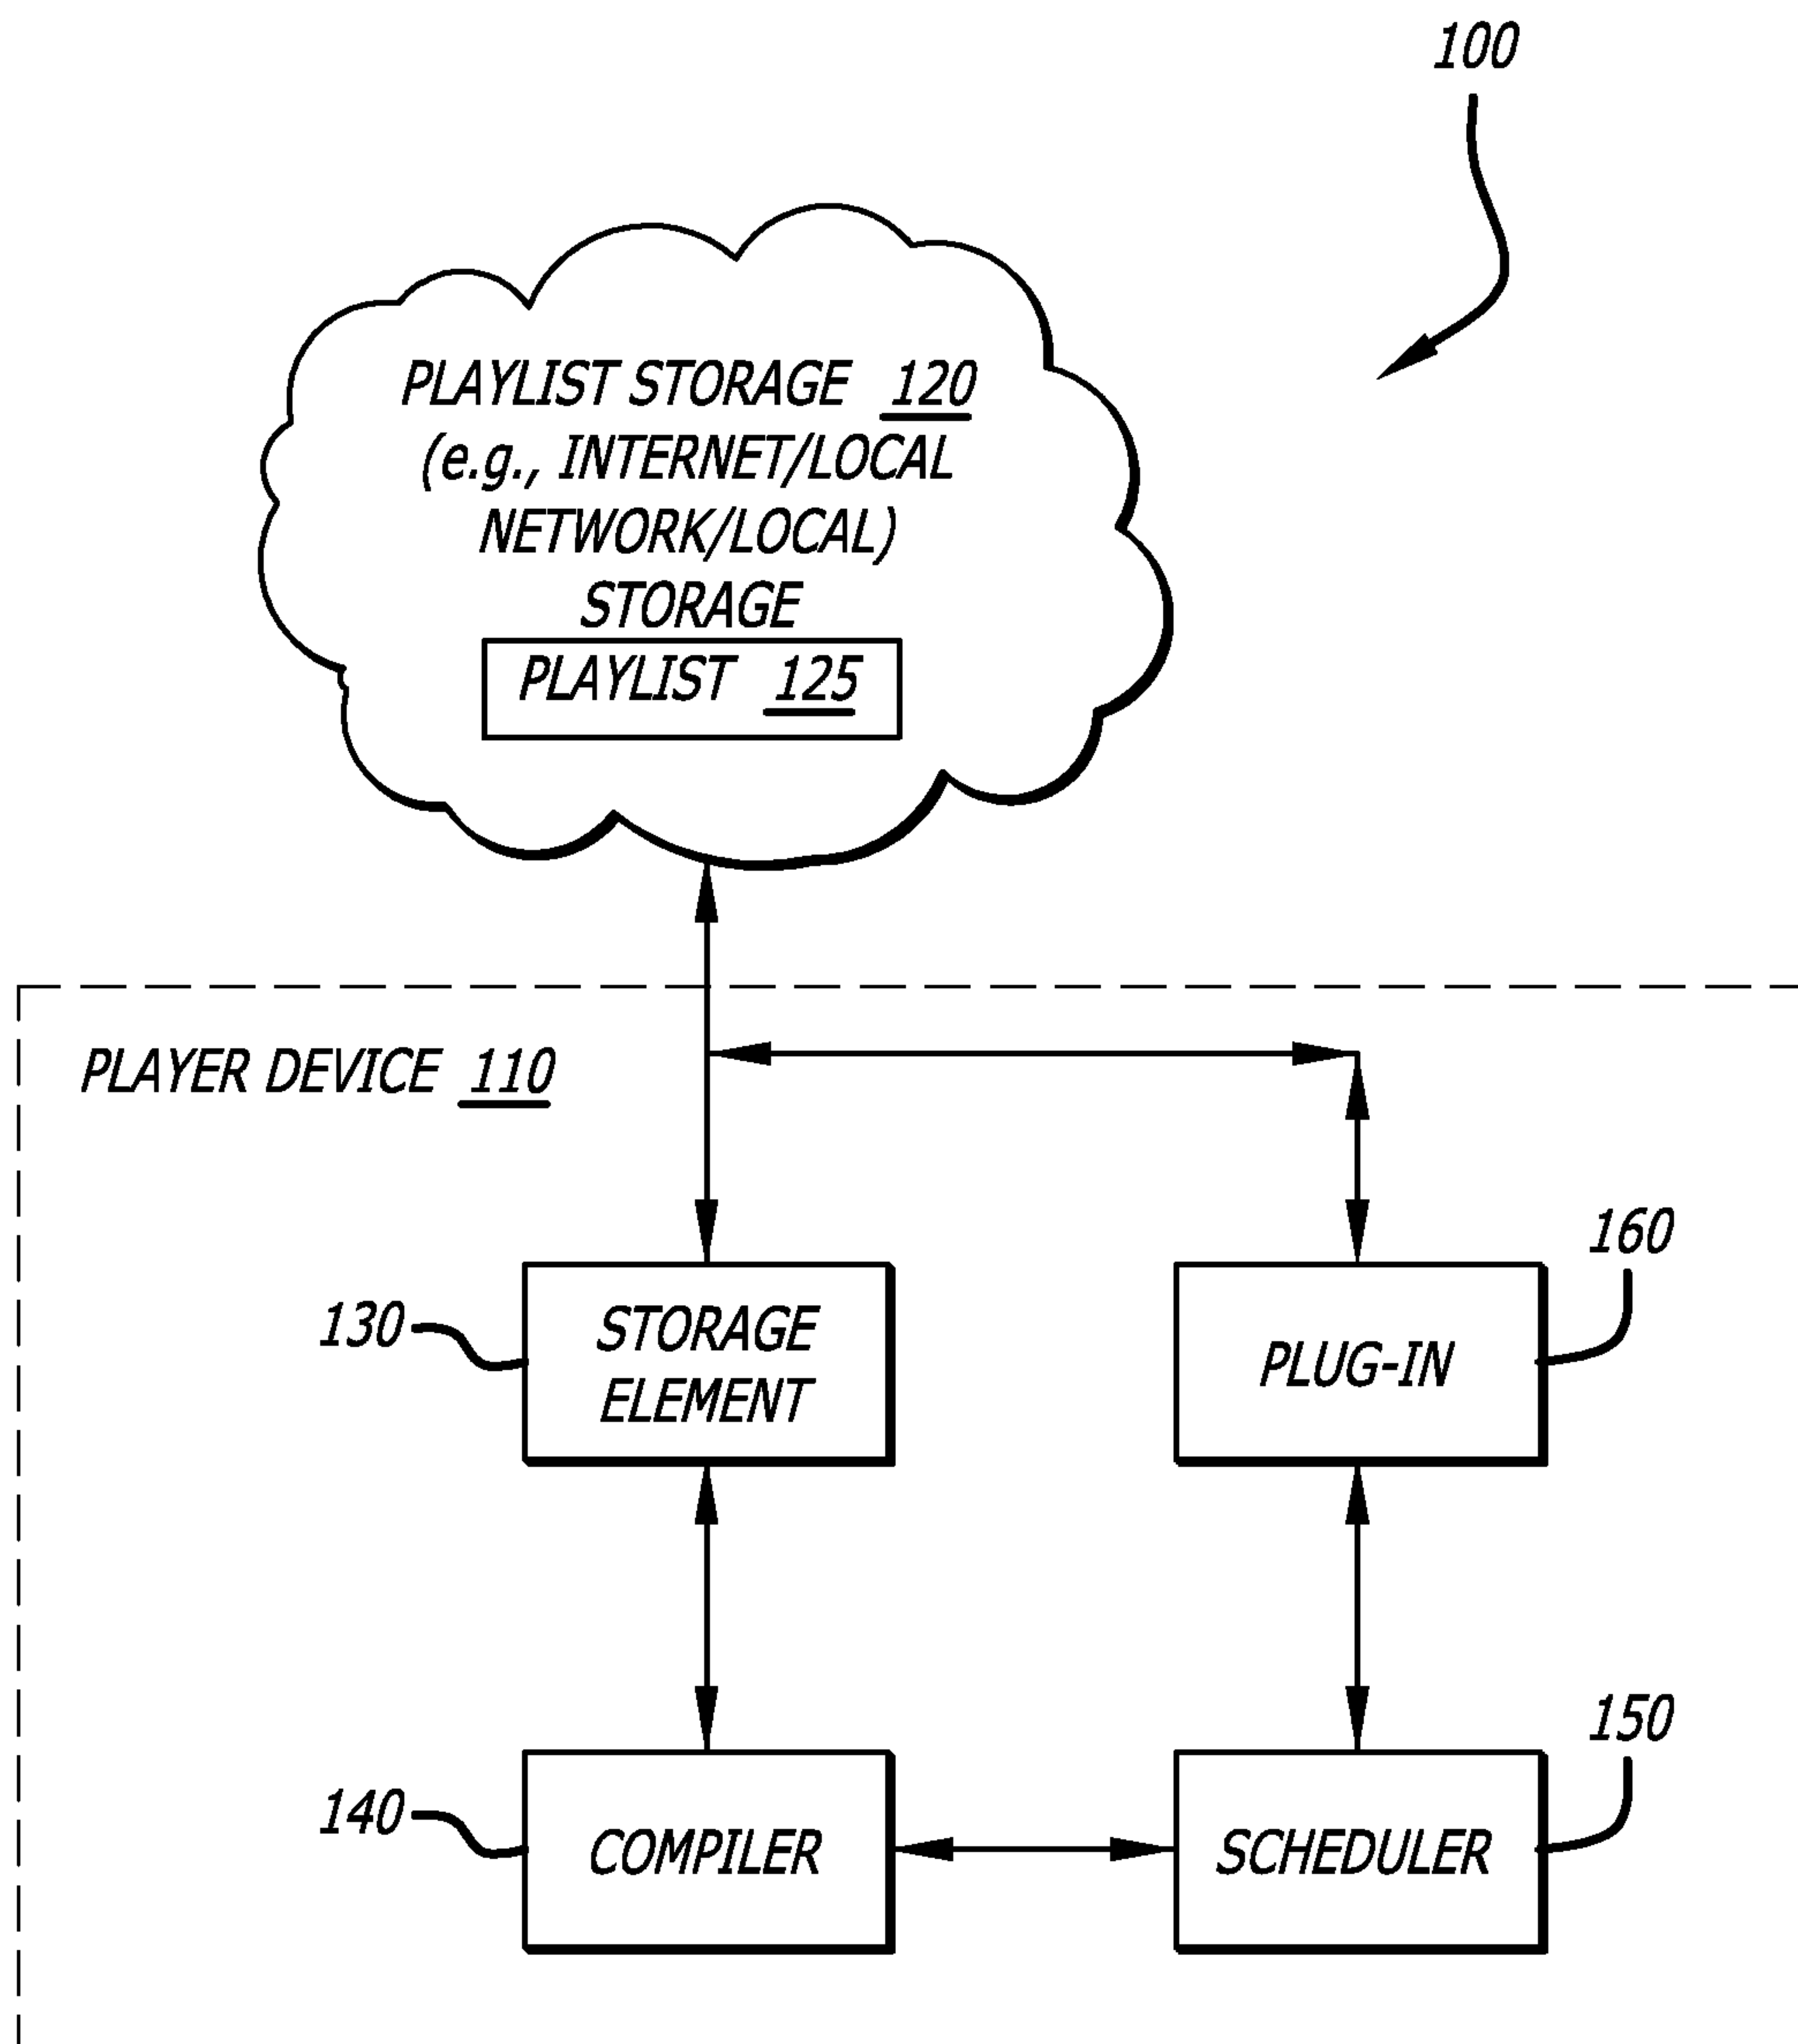 100
PLAYLIST STORAGE 120
(e.g., INTERNET/LOCAL
NETWORK/LOCAL)
STORAGE
PLAYLIST 125
PLAYER DEVICE 110
130
STORAGE
ELEMENT
160
PLUG-IN
140
COMPILER
150
SCHEDULER